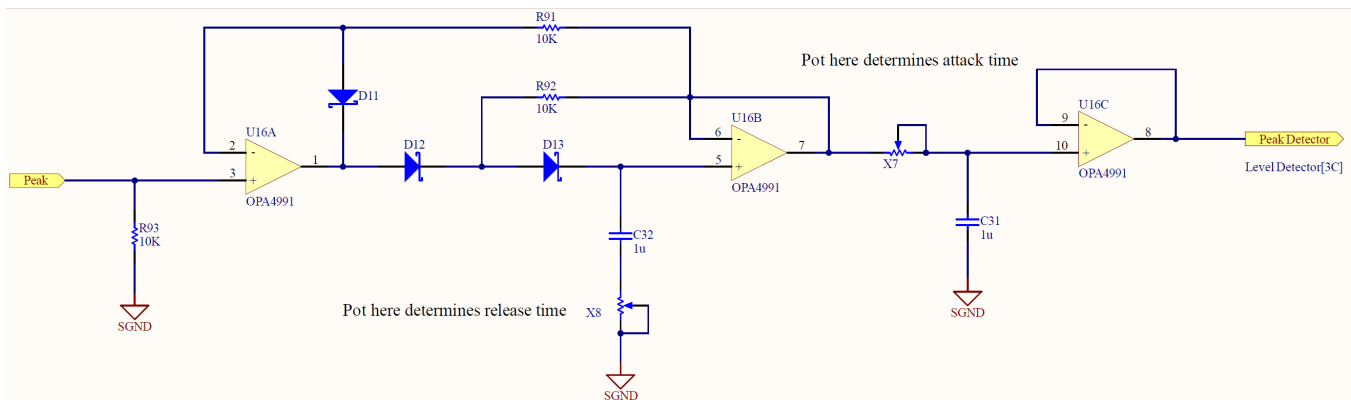 R91
10K
Pot here determines attack time
R92
10K
D11
U16A
2
-
1
3
+
OPA4991
D12
D13
U16B
6
-
7
5
+
OPA4991
X7
U16C
9
-
8
10
+
OPA4991
Peak Detector
Level Detector[3C]
Peak
R93
10K
SGND
C32
1u
C31
1u
Pot here determines release time
X8
SGND
SGND